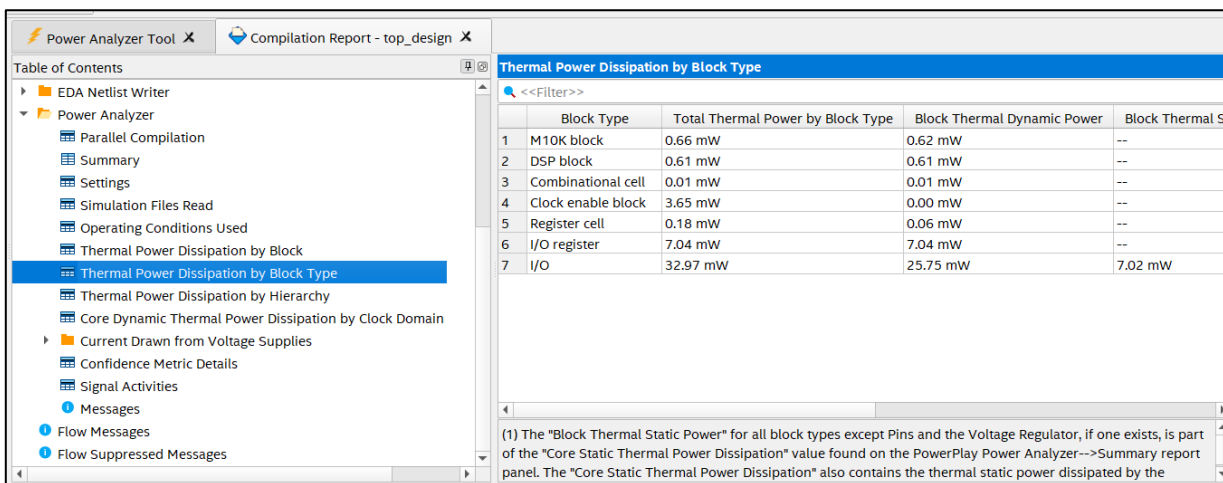 Power Analyzer Tool
Compilation Report - top_design
Table of Contents
EDA Netlist Writer
Power Analyzer
Parallel Compilation
Summary
Settings
Simulation Files Read
Operating Conditions Used
Thermal Power Dissipation by Block
Thermal Power Dissipation by Block Type
Thermal Power Dissipation by Hierarchy
Core Dynamic Thermal Power Dissipation by Clock Domain
Current Drawn from Voltage Supplies
Confidence Metric Details
Signal Activities
Messages
Flow Messages
Flow Suppressed Messages
Thermal Power Dissipation by Block Type
<<Filter>>
Block Type Total Thermal Power by Block Type Block Thermal Dynamic Power Block Thermal S
1 M10K block 0.66 mW 0.62 mW --
2 DSP block 0.61 mW 0.61 mW --
3 Combinational cell 0.01 mW 0.01 mW --
4 Clock enable block 3.65 mW 0.00 mW --
5 Register cell 0.18 mW 0.06 mW --
6 I/O register 7.04 mW 7.04 mW --
7 I/O 32.97 mW 25.75 mW 7.02 mW
(1) The "Block Thermal Static Power" for all block types except Pins and the Voltage Regulator, if one exists, is part
of the "Core Static Thermal Power Dissipation" value found on the PowerPlay Power Analyzer-->Summary report
panel. The "Core Static Thermal Power Dissipation" also contains the thermal static power dissipated by the